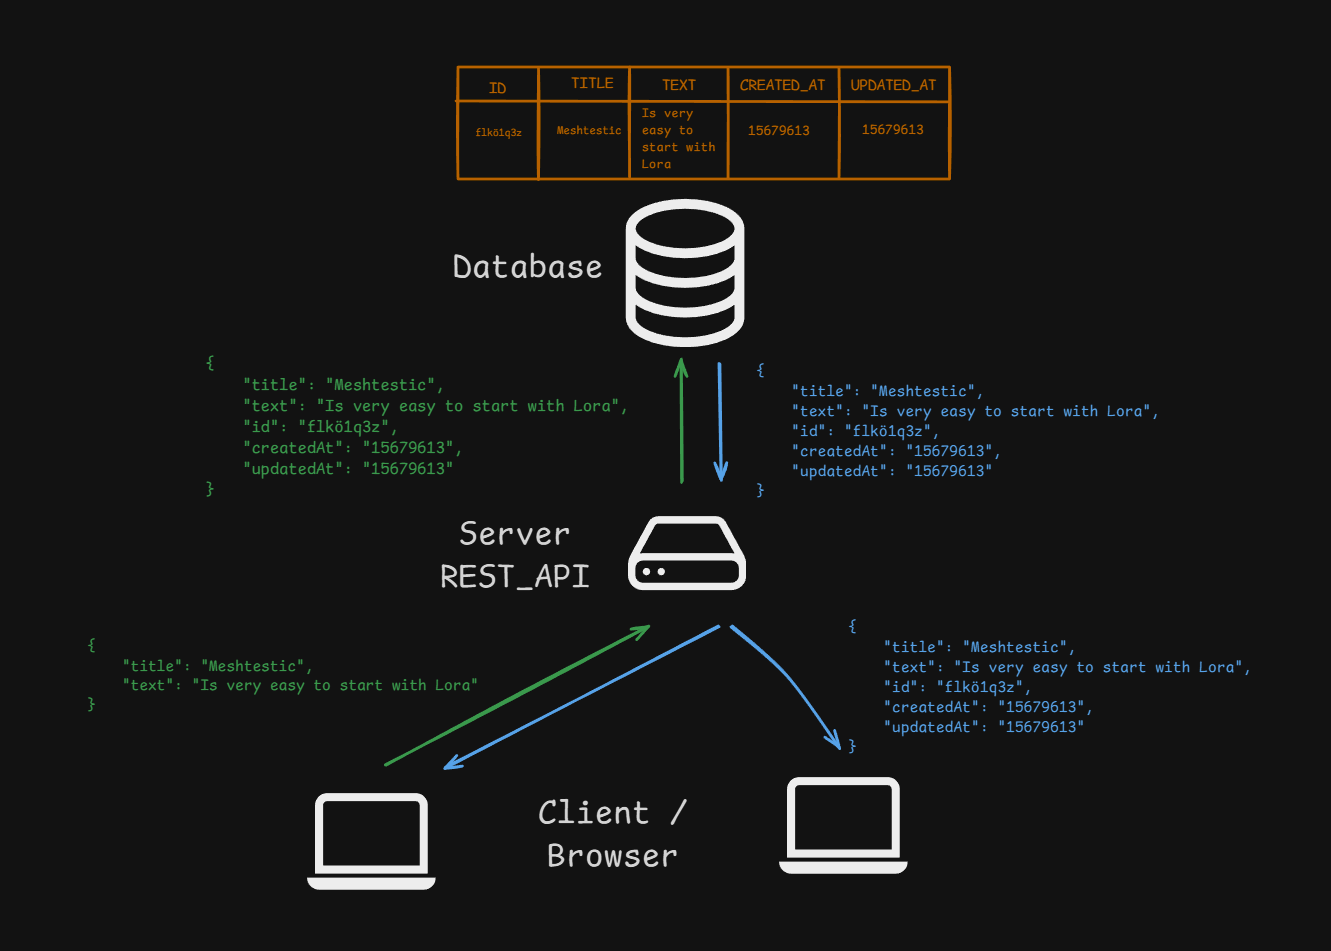 ID TITLE TEXT CREATED_AT UPDATED_AT
flkö1q3z Meshtestic Is very easy to start with Lora 15679613 15679613
Database
{
"title": "Meshtestic",
"text": "Is very easy to start with Lora",
"id": "flkö1q3z",
"createdAt": "15679613",
"updatedAt": "15679613"
}
{
"title": "Meshtestic",
"text": "Is very easy to start with Lora",
"id": "flkö1q3z",
"createdAt": "15679613",
"updatedAt": "15679613"
}
Server
REST_API
{
"title": "Meshtestic",
"text": "Is very easy to start with Lora"
}
{
"title": "Meshtestic",
"text": "Is very easy to start with Lora",
"id": "flkö1q3z",
"createdAt": "15679613",
"updatedAt": "15679613"
}
Client /
Browser